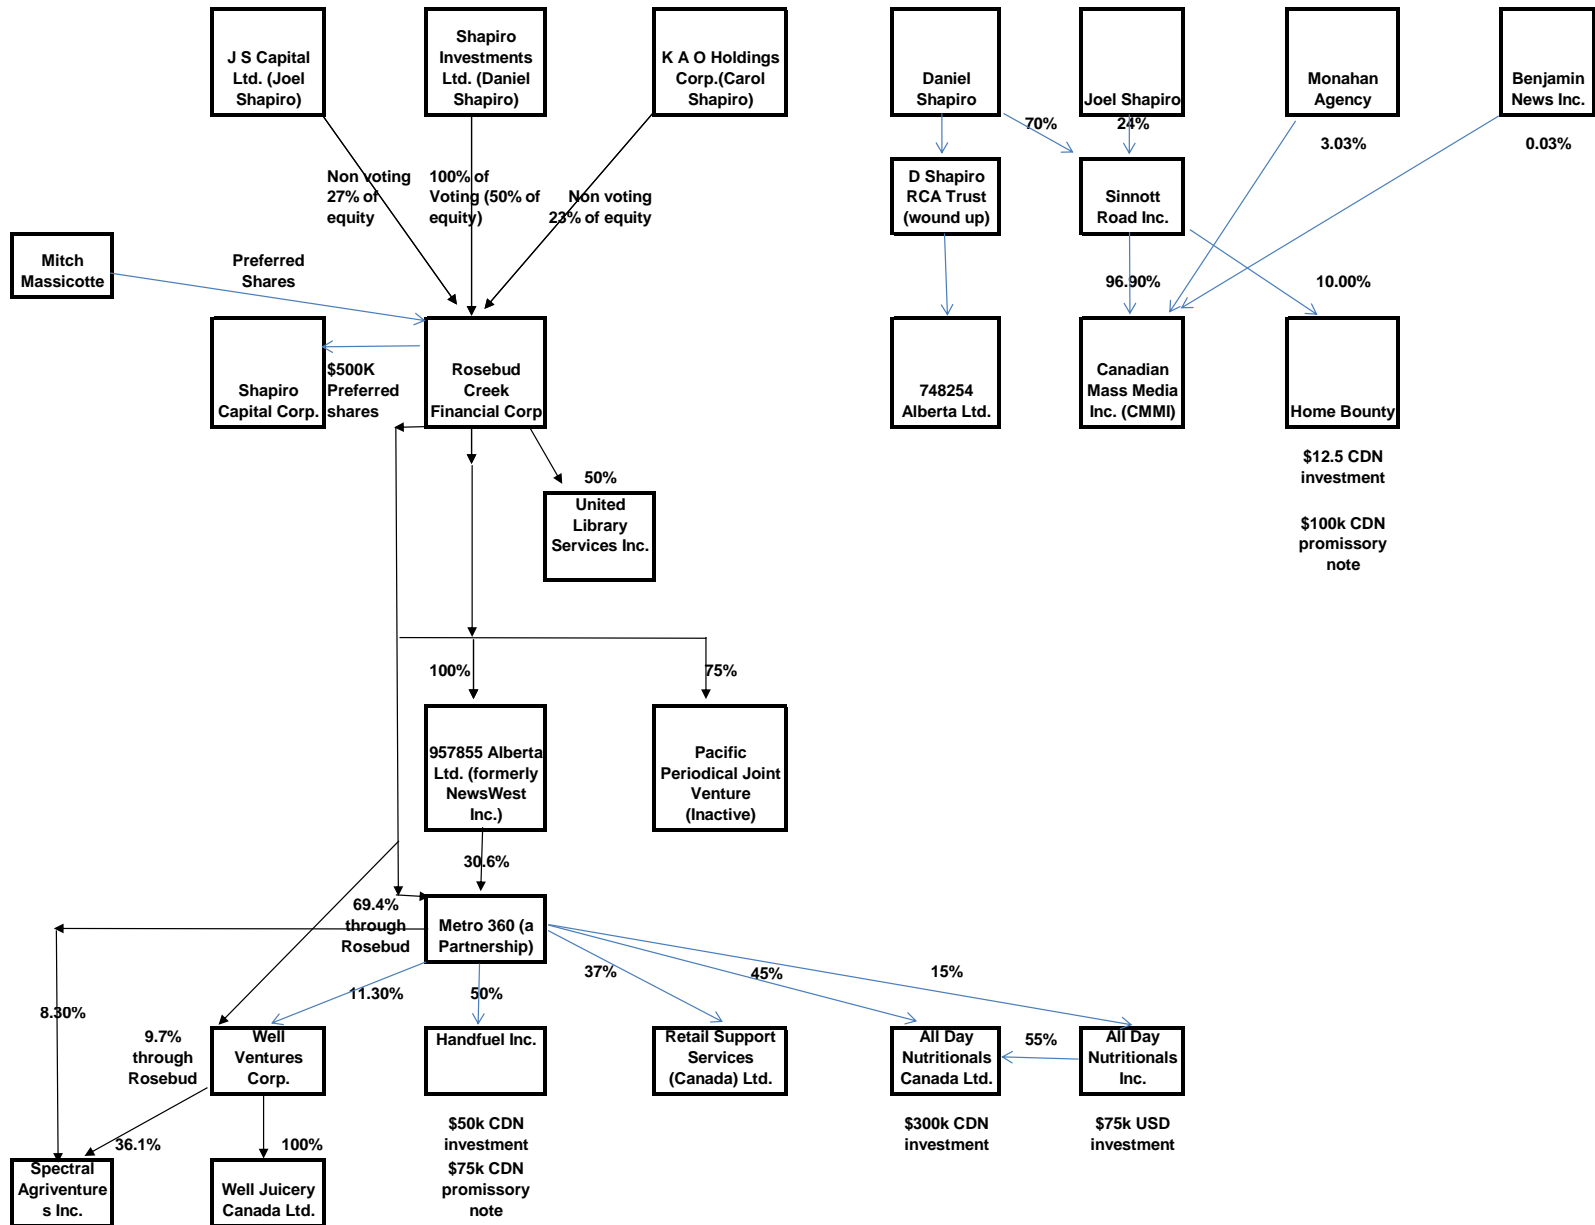 J S Capital
Ltd. (Joel
Shapiro)
Shapiro
Investments
Ltd. (Daniel
Shapiro)
K A O Holdings
Corp.(Carol
Shapiro)
Daniel
Shapiro
Joel Shapiro
Monahan
Agency
Benjamin
News Inc.
70%
24%
3.03%
0.03%
Non voting
27% of
equity
100% of
Voting (50% of
equity)
Non voting
23% of equity
D Shapiro
RCA Trust
(wound up)
Sinnott
Road Inc.
Mitch
Massicotte
Preferred
Shares
96.90%
10.00%
Shapiro
Capital Corp.
$500K
Preferred
shares
Rosebud
Creek
Financial Corp
748254
Alberta Ltd.
Canadian
Mass Media
Inc. (CMMI)
Home Bounty
$12.5 CDN
investment
$100k CDN
promissory
note
50%
United
Library
Services Inc.
100%
75%
957855 Alberta
Ltd. (formerly
NewsWest
Inc.)
Pacific
Periodical Joint
Venture
(Inactive)
30.6%
69.4%
through
Rosebud
Metro 360 (a
Partnership)
8.30%
11.30%
50%
37%
45%
15%
9.7%
through
Rosebud
Well
Ventures
Corp.
Handfuel Inc.
Retail Support
Services
(Canada) Ltd.
All Day
Nutritionals
Canada Ltd.
55%
All Day
Nutritionals
Inc.
36.1%
100%
$50k CDN
investment
$75k CDN
promissory
note
$300k CDN
investment
$75k USD
investment
Spectral
Agriventure
s Inc.
Well Juicery
Canada Ltd.